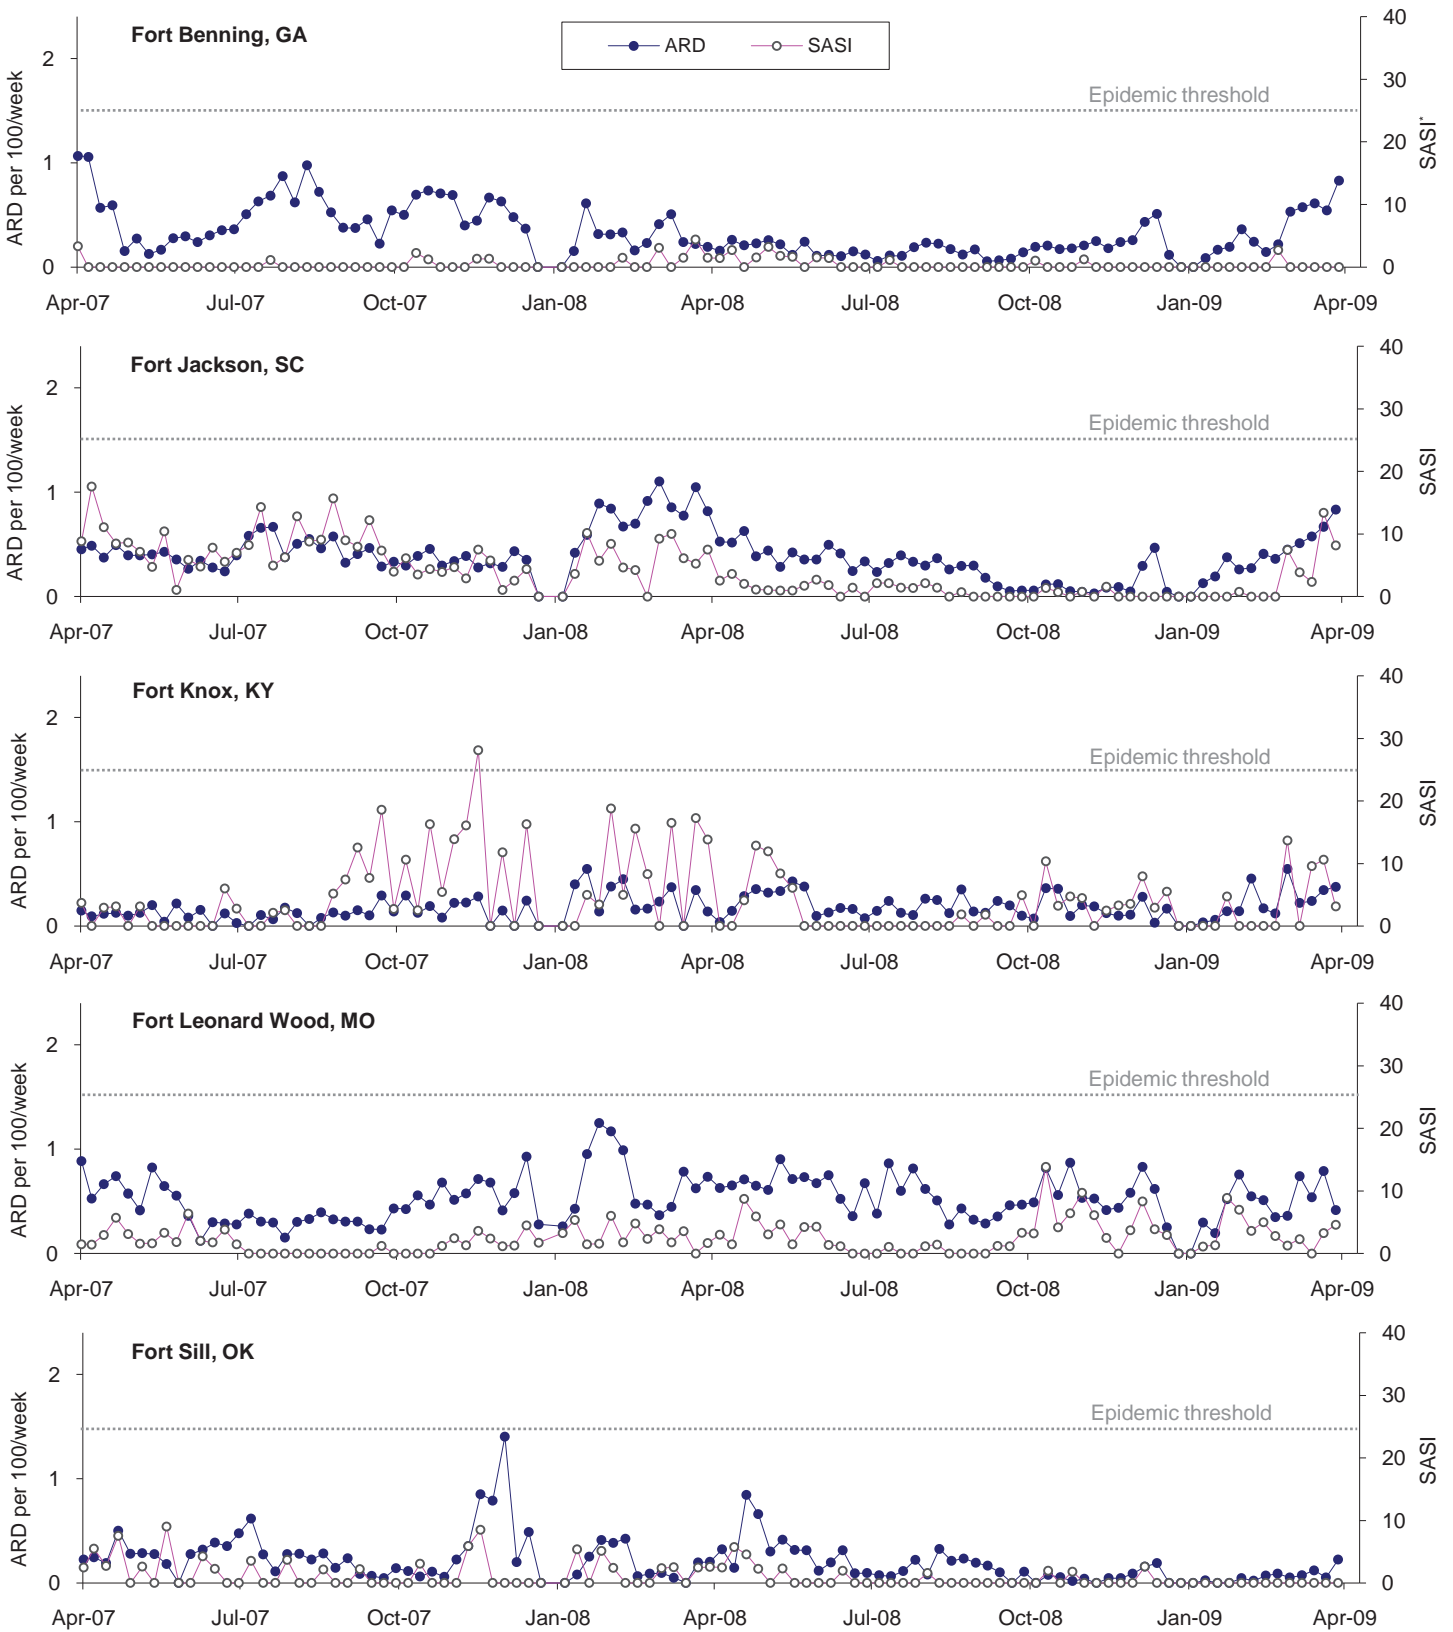 Fort Benning, GA
ARD
SASI
2
1
0
ARD per 100/week
Epidemic threshold
40
30
20
10
0
SASI*
Apr-07 Jul-07 Oct-07 Jan-08 Apr-08 Jul-08 Oct-08 Jan-09 Apr-09
Fort Jackson, SC
2
1
0
ARD per 100/week
Epidemic threshold
40
30
20
10
0
SASI
Apr-07 Jul-07 Oct-07 Jan-08 Apr-08 Jul-08 Oct-08 Jan-09 Apr-09
Fort Knox, KY
2
1
0
ARD per 100/week
Epidemic threshold
40
30
20
10
0
SASI
Apr-07 Jul-07 Oct-07 Jan-08 Apr-08 Jul-08 Oct-08 Jan-09 Apr-09
Fort Leonard Wood, MO
2
1
0
ARD per 100/week
Epidemic threshold
40
30
20
10
0
SASI
Apr-07 Jul-07 Oct-07 Jan-08 Apr-08 Jul-08 Oct-08 Jan-09 Apr-09
Fort Sill, OK
2
1
0
ARD per 100/week
Epidemic threshold
40
30
20
10
0
SASI
Apr-07 Jul-07 Oct-07 Jan-08 Apr-08 Jul-08 Oct-08 Jan-09 Apr-09